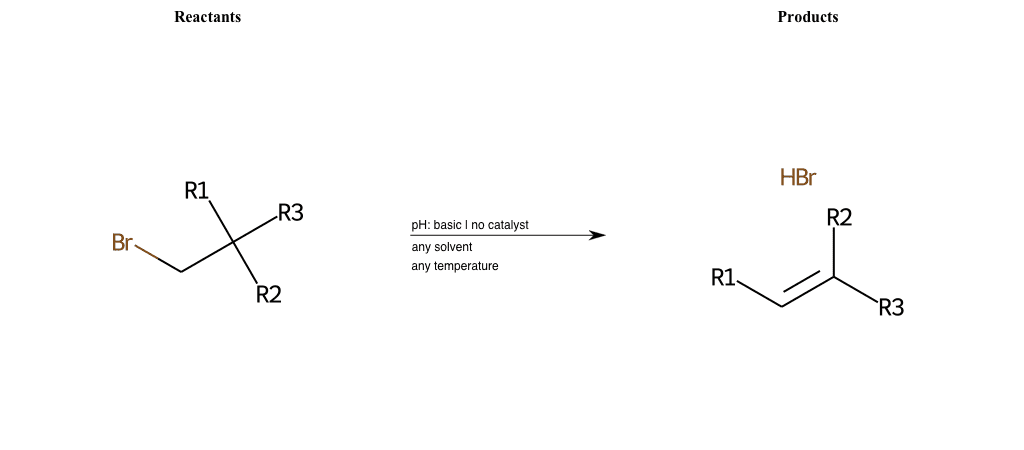 Reactants
Products
R1
R3
Br
R2
pH: basic | no catalyst
any solvent
any temperature
HBr
R2
R1
R3